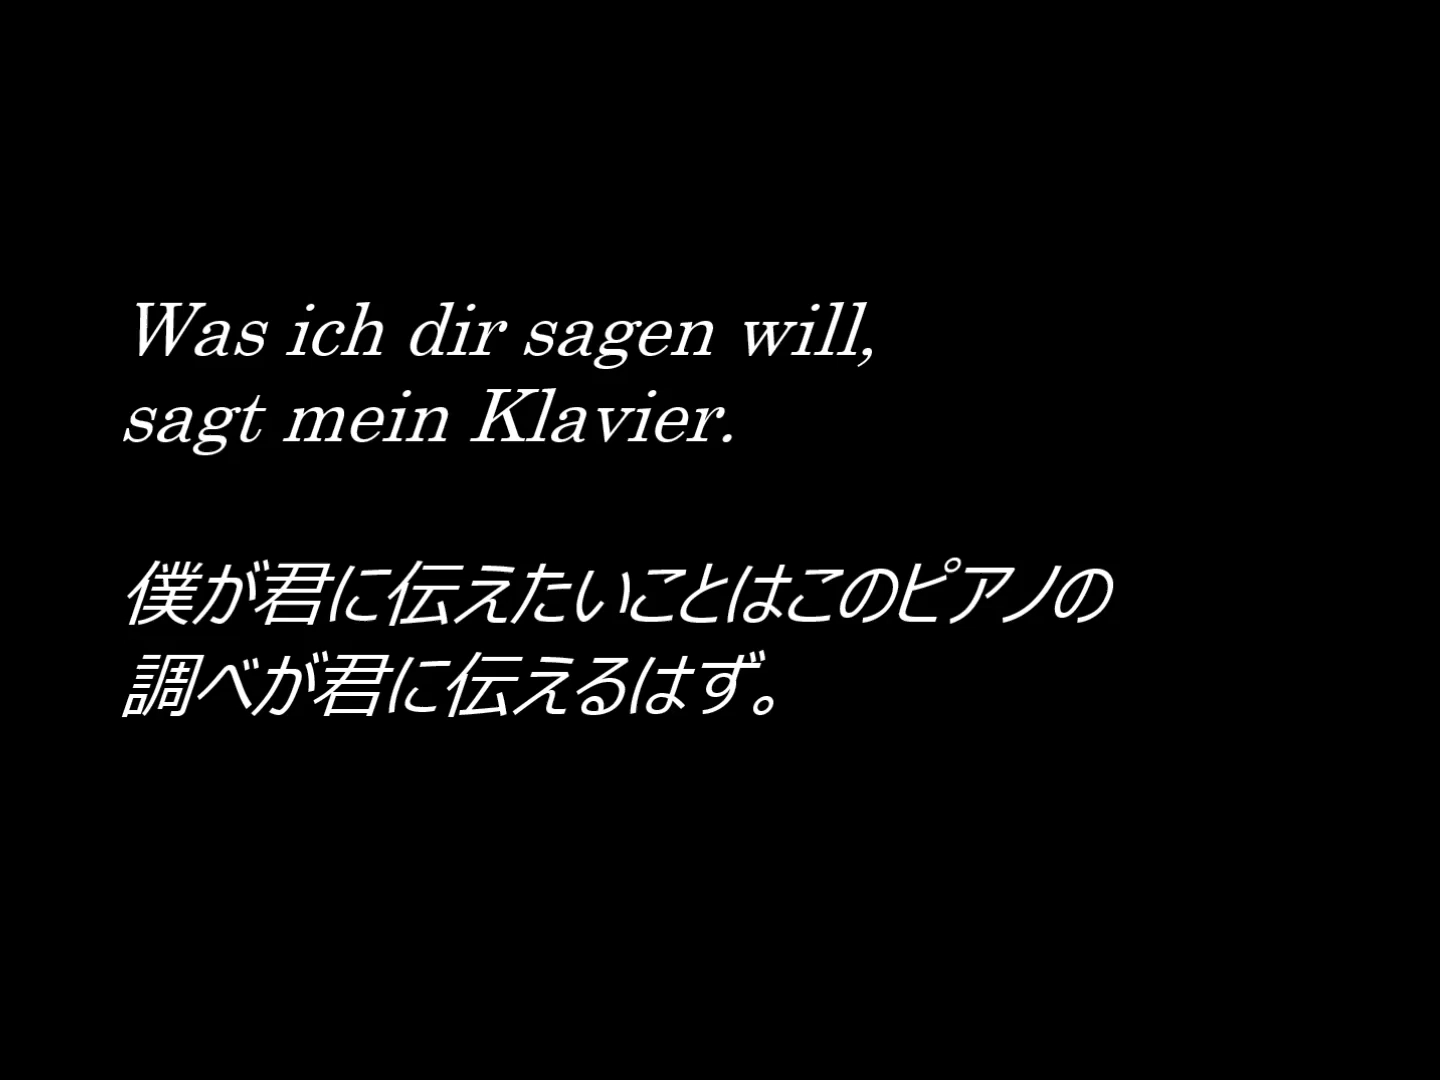 Was ich dir sagen will,
sagt mein Klavier.
僕が君に伝えたいことはこのピアノの
調べが君に伝えるはず。